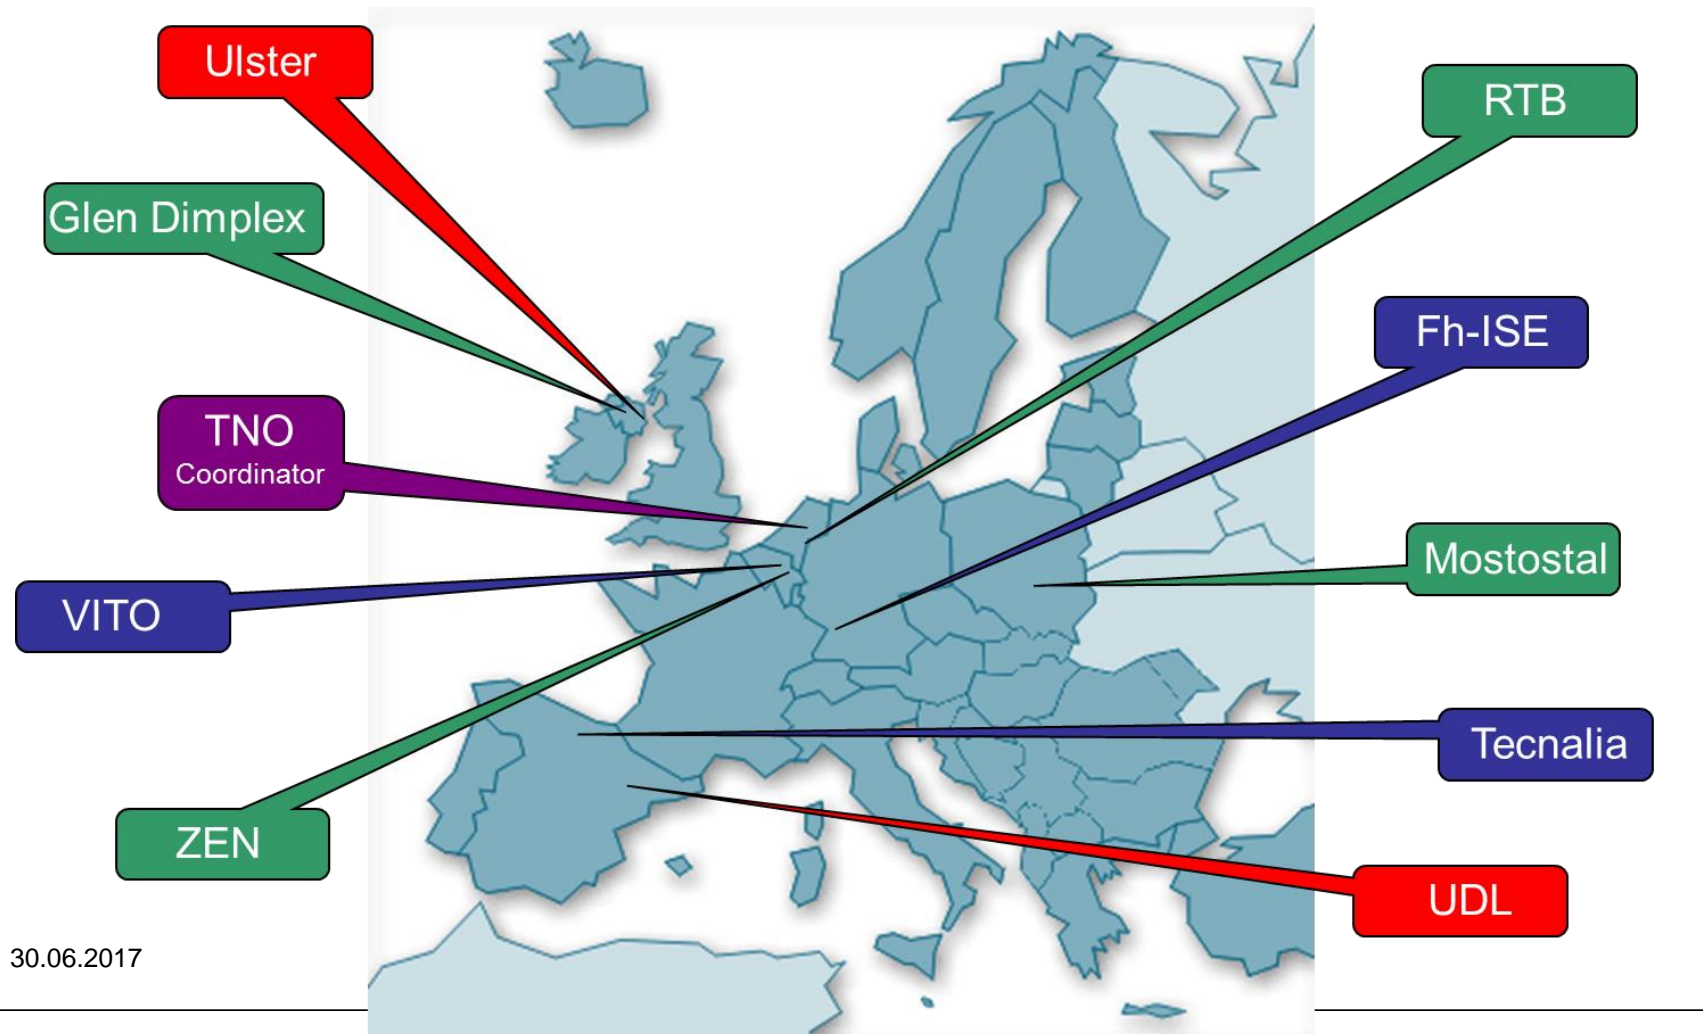 Ulster
RTB
Glen Dimplex
Fh-ISE
TNO
Coordinator
Mostostal
VITO
Tecnalia
ZEN
UDL
30.06.2017